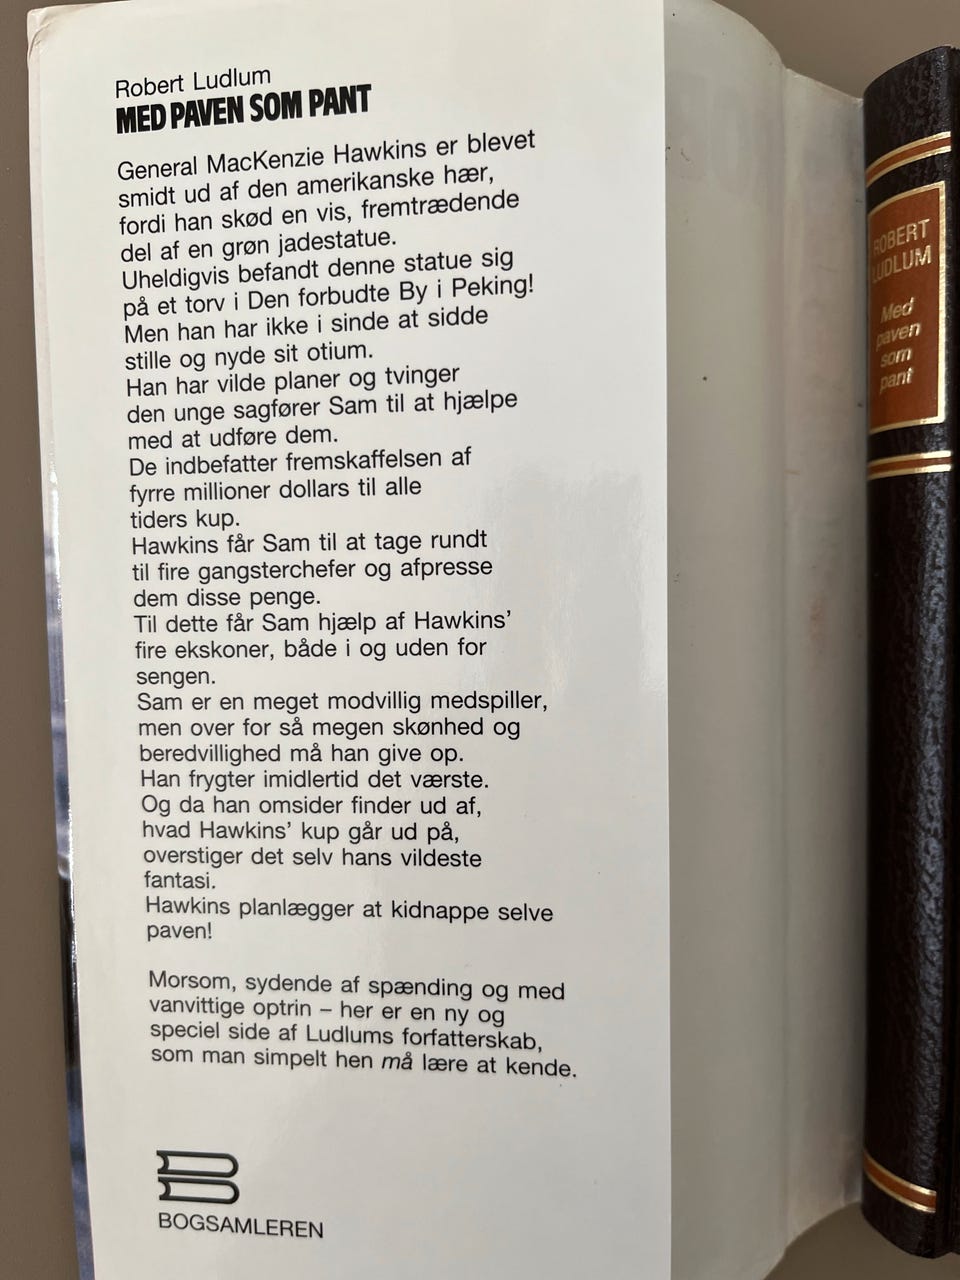 Robert Ludlum
MED PAVEN SOM PANT
General MacKenzie Hawkins er blevet
smidt ud af den amerikanske hær,
fordi han skød en vis, fremtrædende
del af en grøn jadestatue.
Uheldigvis befandt denne statue sig
på et torv i Den forbudte By i Peking!
Men han har ikke i sinde at sidde
stille og nyde sit otium.
Han har vilde planer og tvinger
den unge sagfører Sam til at hjælpe
med at udføre dem.
De indbefatter fremskaffelsen af
fyrre millioner dollars til alle
tiders kup.
Hawkins får Sam til at tage rundt
til fire gangsterchefer og afpresse
dem disse penge.
Til dette får Sam hjælp af Hawkins'
fire ekskoner, både i og uden for
sengen.
Sam er en meget modvillig medspiller,
men over for så megen skønhed og
beredvillighed må han give op.
Han frygter imidlertid det værste.
Og da han omsider finder ud af,
hvad Hawkins' kup går ud på,
overstiger det selv hans vildeste
fantasi.
Hawkins planlægger at kidnappe selve
paven!
Morsom, sydende af spænding og med
vanvittige optrin – her er en ny og
speciel side af Ludlums forfatterskab,
som man simpelt hen må lære at kende.
BOGSAMLEREN
ROBERT
LUDLUM
Med
paven
som
pant